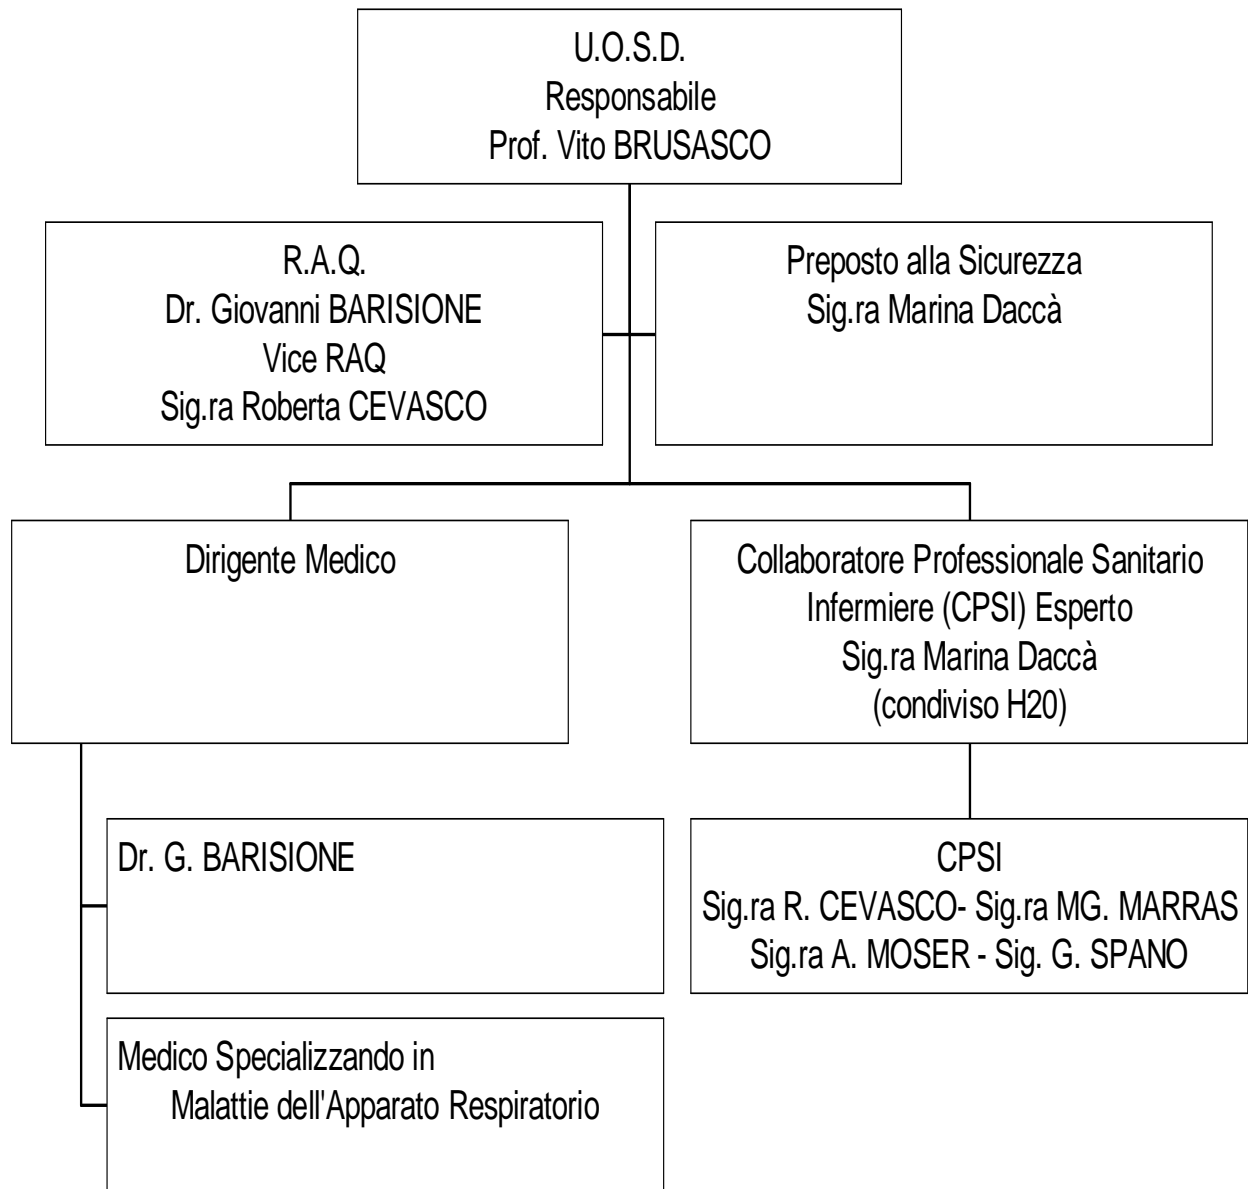 U.O.S.D.
Responsabile
Prof. Vito BRUSASCO
R.A.Q.
Dr. Giovanni BARISIONE
Vice RAQ
Sig.ra Roberta CEVASCO
Preposto alla Sicurezza
Sig.ra Marina Daccà
Dirigente Medico
Collaboratore Professionale Sanitario
Infermiere (CPSI) Esperto
Sig.ra Marina Daccà
(condiviso H20)
Dr. G. BARISIONE
CPSI
Sig.ra R. CEVASCO- Sig.ra MG. MARRAS
Sig.ra A. MOSER - Sig. G. SPANO
Medico Specializzando in
Malattie dell'Apparato Respiratorio